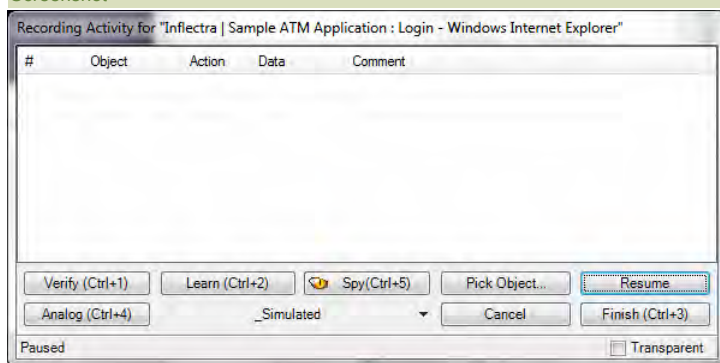 Recording Activity for "Inflectra | Sample ATM Application : Login - Windows Internet Explorer"
# Object Action Data Comment
Verify (Ctrl+1) Learn (Ctrl+2) Spy(Ctrl+5) Pick Object... Resume
Analog (Ctrl+4) _Simulated Cancel Finish (Ctrl+3)
Paused Transparent